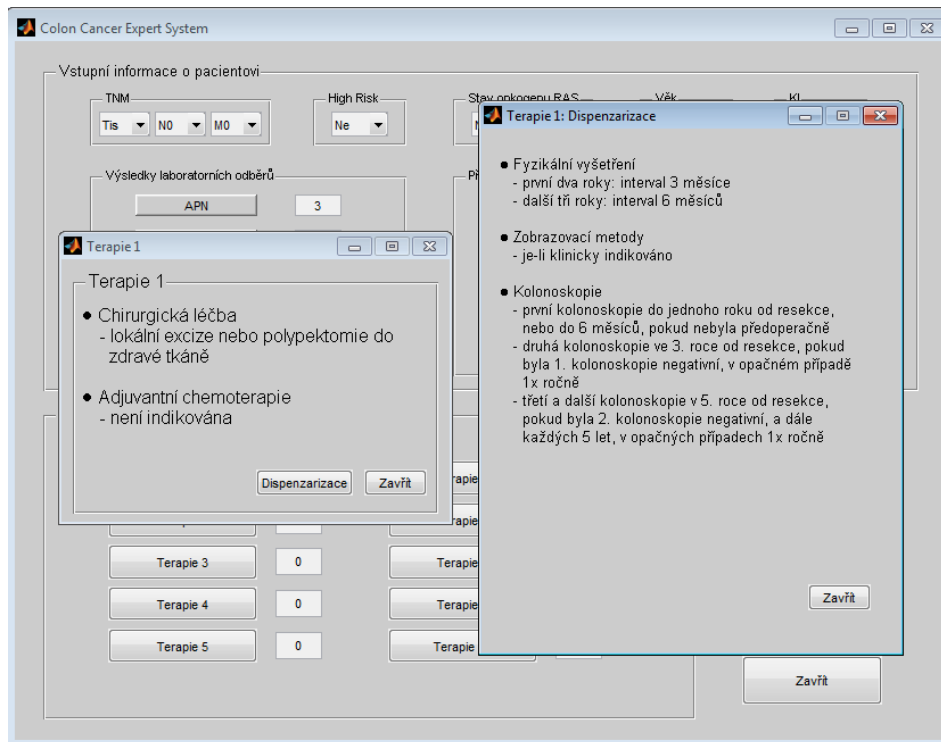 Colon Cancer Expert System
Vstupní informace o pacientovi
TNM
High Risk
Stav onkogenu RAS
Věk
KI
Tis
N0
M0
Ne
Výsledky laboratorních odběrů
APN
3
Terapie 1
Terapie 1
● Chirurgická léčba
- lokální excize nebo polypektomie do
zdravé tkáně
● Adjuvantní chemoterapie
- není indikována
Dispenzarizace
Zavřít
Terapie 1: Dispenzarizace
● Fyzikální vyšetření
- první dva roky: interval 3 měsíce
- další tři roky: interval 6 měsíců
● Zobrazovací metody
- je-li klinicky indikováno
● Kolonoskopie
- první kolonoskopie do jednoho roku od resekce,
nebo do 6 měsíců, pokud nebyla předoperačně
- druhá kolonoskopie ve 3. roce od resekce, pokud
byla 1. kolonoskopie negativní, v opačném případě
1x ročně
- třetí a další kolonoskopie v 5. roce od resekce,
pokud byla 2. kolonoskopie negativní, a dále
každých 5 let, v opačných případech 1x ročně
Zavřít
Terapie 3
0
Terapie
Terapie 4
0
Terapie
Terapie 5
0
Terapie
Zavřít